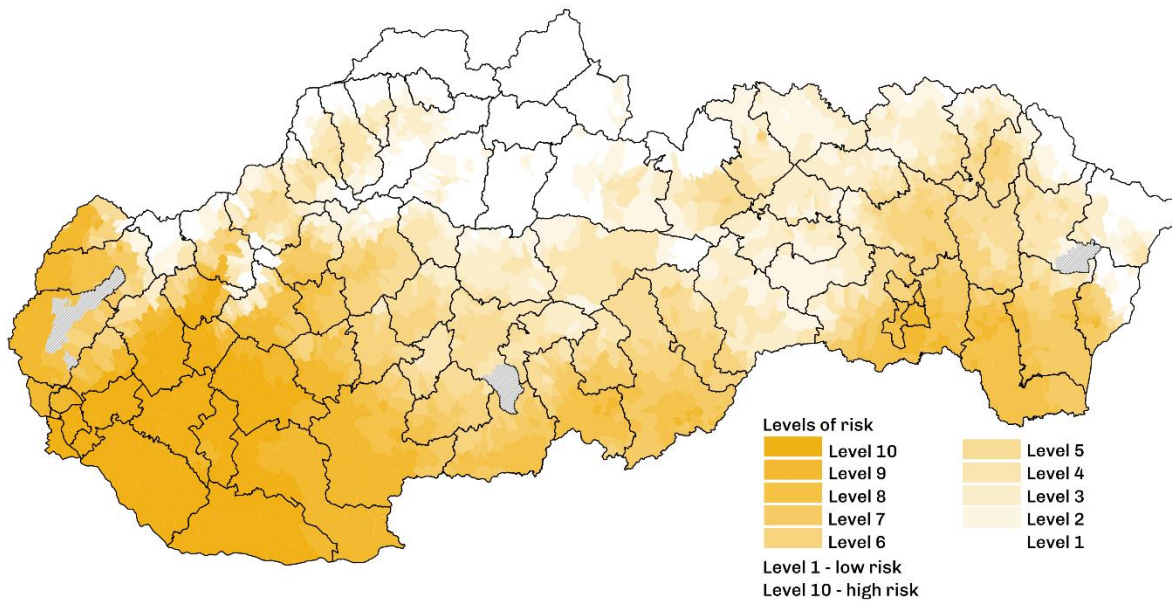 Levels of risk
Level 10
Level 9
Level 8
Level 7
Level 6
Level 5
Level 4
Level 3
Level 2
Level 1
Level 1 - low risk
Level 10 - high risk